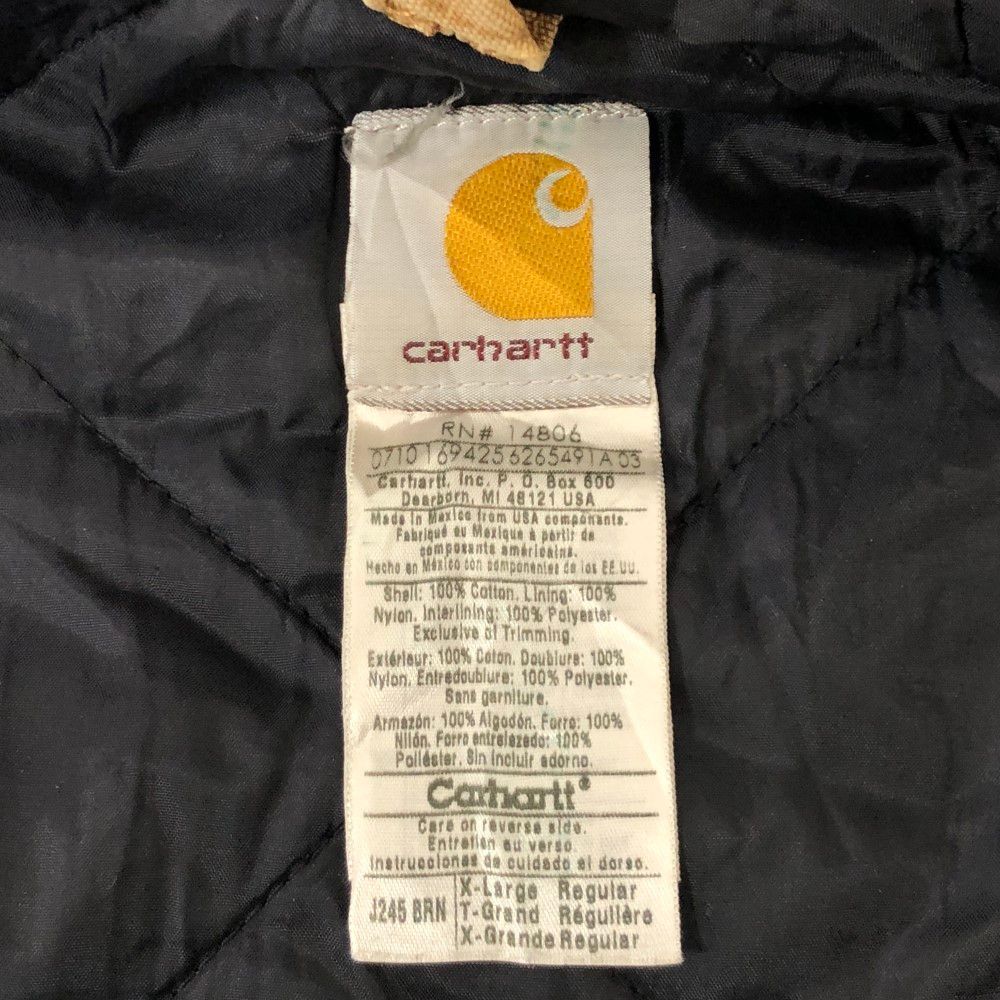 carhartt
RN# 14806
0710 169425 6265491A 03
Carhartt, Inc. P. O. Box 600
Dearborn, MI 48121 USA
Made in Mexico from USA components.
Fabriqué au Mexique à partir de
composants américains.
Hecho en México con componentes de los EE.UU.
Shell: 100% Cotton. Lining: 100%
Nylon. Interlining: 100% Polyester.
Exclusive of Trimming.
Extérieur: 100% Coton. Doublure: 100%
Nylon. Entredoublure: 100% Polyester.
Sans garniture.
Armazón: 100% Algodón. Forro: 100%
Nilón. Forro entrelazado: 100%
Poliéster. Sin incluir adorno.
Carhartt®
Care on reverse side.
Entretien au verso.
Instrucciones de cuidado al dorso.
J245 BRN X-Large Regular
T-Grand Régulière
X-Grande Regular